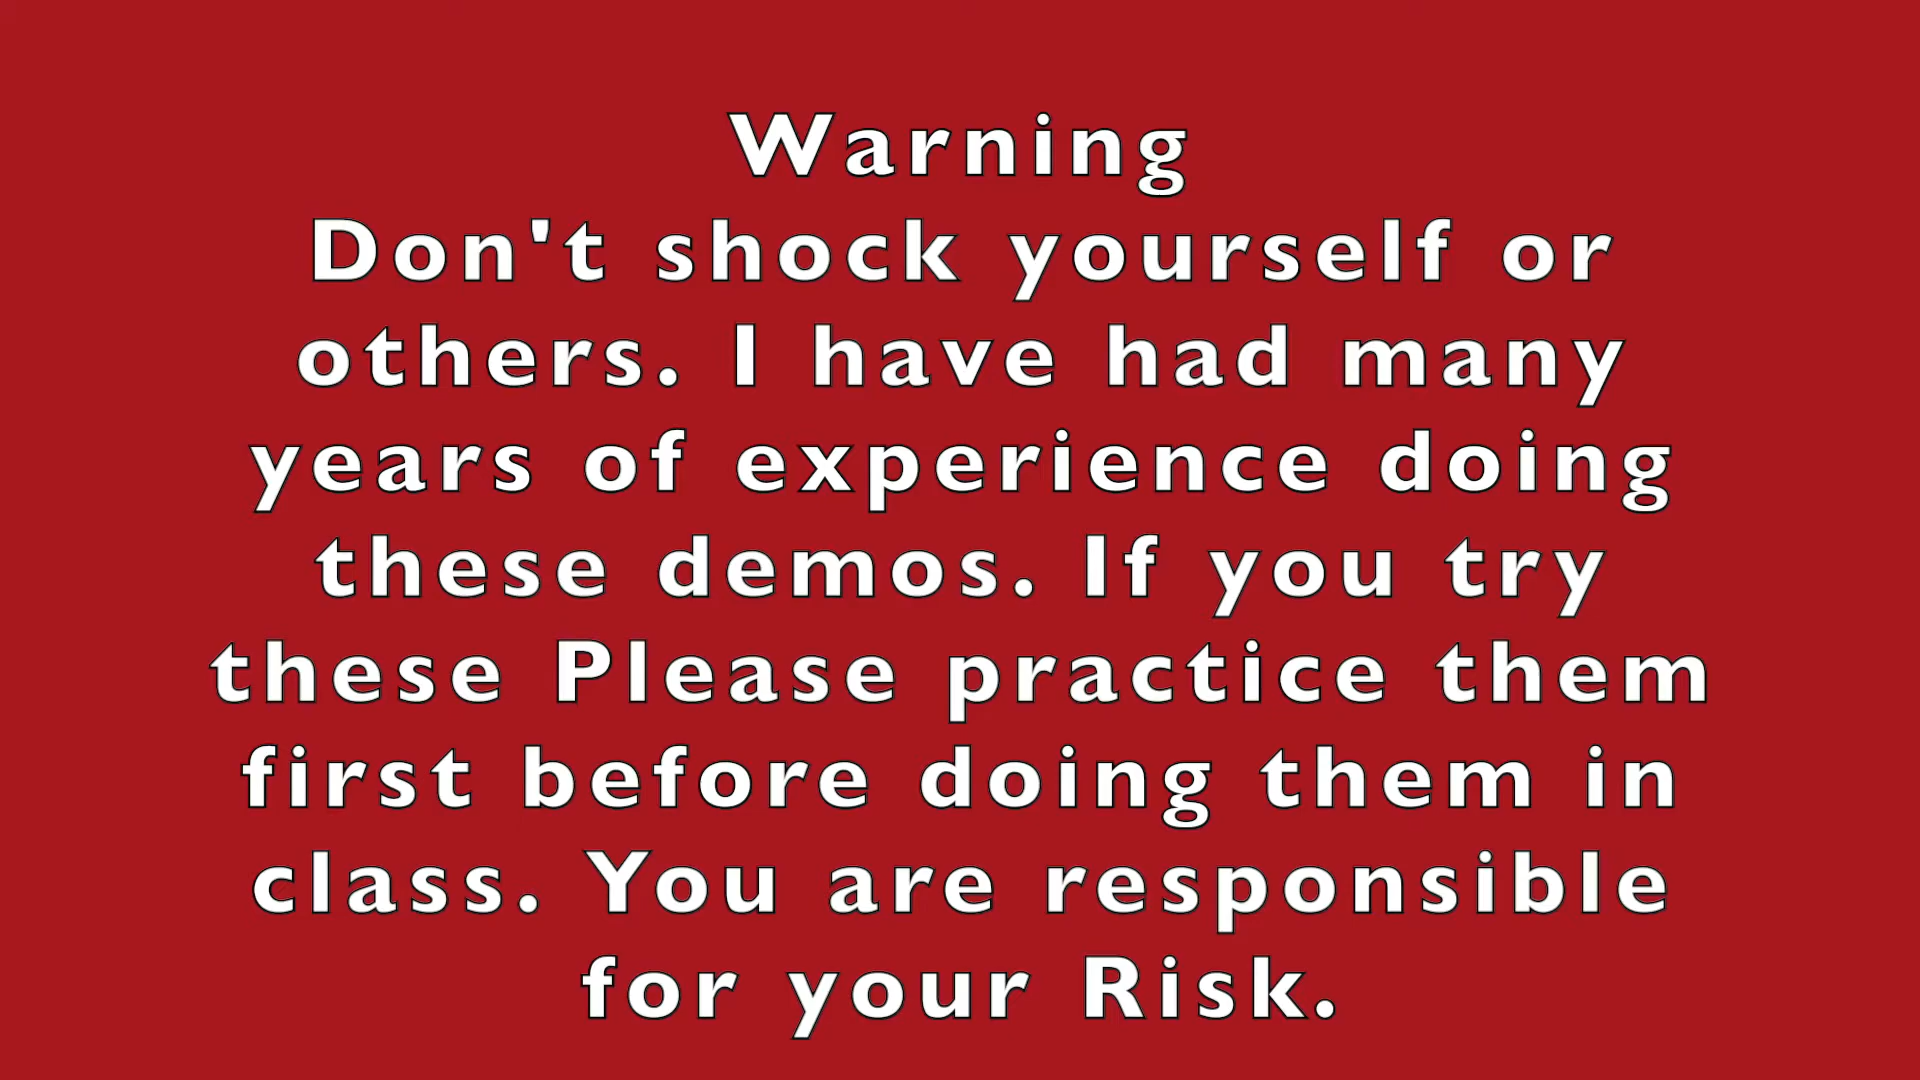 Warning
Don't shock yourself or
others. I have had many
years of experience doing
these demos. If you try
these Please practice them
first before doing them in
class. You are responsible
for your Risk.